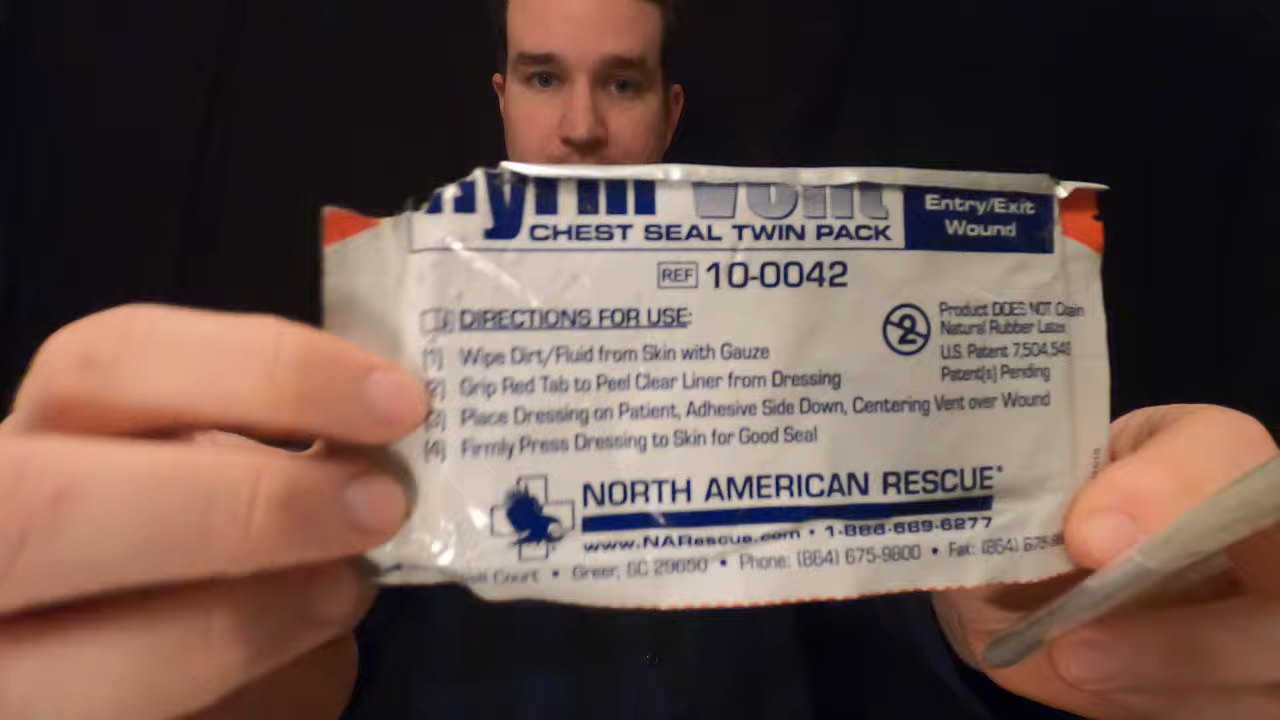 Vent
CHEST SEAL TWIN PACK
Entry/Exit
Wound
REF 10-0042
DIRECTIONS FOR USE:
(1) Wipe Dirt/Fluid from Skin with Gauze
(2) Grip Red Tab to Peel Clear Liner from Dressing
(3) Place Dressing on Patient, Adhesive Side Down, Centering Vent over Wound
(4) Firmly Press Dressing to Skin for Good Seal
2
Product DOES NOT
Natural Rubber Latex
U.S. Patent 7,504,549
Patent(s) Pending
NORTH AMERICAN RESCUE®
www.NARescue.com • 1-888-689-6277
Court • Greer, SC 29650 • Phone: (864) 675-9800 • Fax: (864)